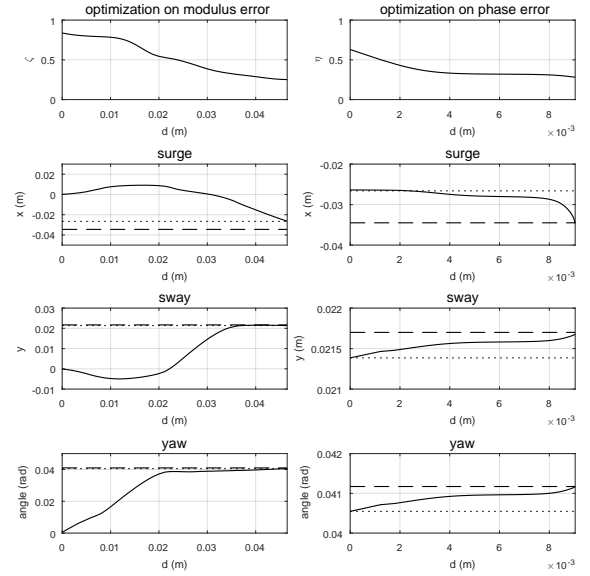 optimization on modulus error
1
0.5
0
ζ
0
0.01
0.02
0.03
0.04
d (m)
optimization on phase error
1
0.5
0
η
0
2
4
6
8
d (m)
×10-3
surge
0.02
0
-0.02
-0.04
x (m)
0
0.01
0.02
0.03
0.04
d (m)
surge
-0.02
-0.03
-0.04
x (m)
0
2
4
6
8
d (m)
×10-3
sway
0.03
0.02
0.01
0
-0.01
y
0
0.01
0.02
0.03
0.04
d (m)
sway
0.022
0.0215
0.021
y (m)
0
2
4
6
8
d (m)
×10-3
yaw
0.04
0.02
0
angle (rad)
0
0.01
0.02
0.03
0.04
d (m)
yaw
0.042
0.041
0.04
angle (rad)
0
2
4
6
8
d (m)
×10-3